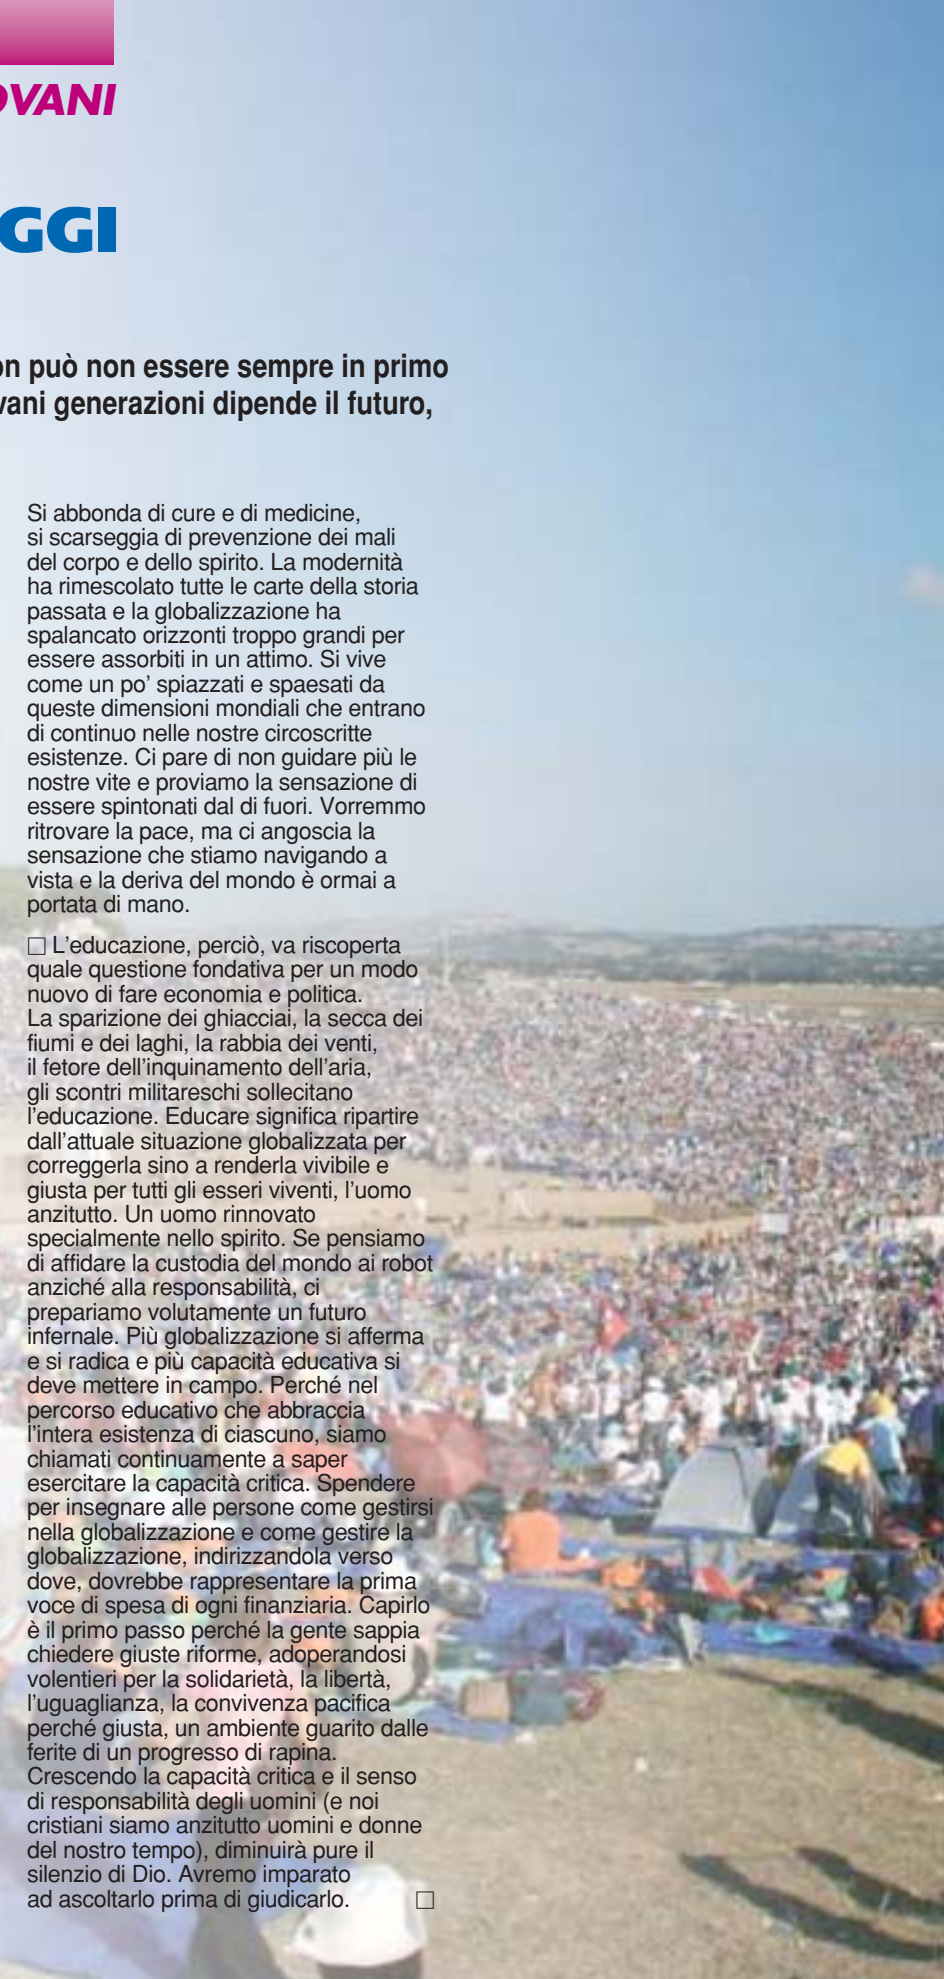 OVANI
GGI
on può non essere sempre in primo
vani generazioni dipende il futuro,
Si abbonda di cure e di medicine,
si scarseggia di prevenzione dei mali
del corpo e dello spirito. La modernità
ha rimescolato tutte le carte della storia
passata e la globalizzazione ha
spalancato orizzonti troppo grandi per
essere assorbiti in un attimo. Si vive
come un po’ spiazzati e spaesati da
queste dimensioni mondiali che entrano
di continuo nelle nostre circoscritte
esistenze. Ci pare di non guidare più le
nostre vite e proviamo la sensazione di
essere spintonati dal di fuori. Vorremmo
ritrovare la pace, ma ci angoscia la
sensazione che stiamo navigando a
vista e la deriva del mondo è ormai a
portata di mano.
□ L’educazione, perciò, va riscoperta
quale questione fondativa per un modo
nuovo di fare economia e politica.
La sparizione dei ghiacciai, la secca dei
fiumi e dei laghi, la rabbia dei venti,
il fetore dell’inquinamento dell’aria,
gli scontri militareschi sollecitano
l’educazione. Educare significa ripartire
dall’attuale situazione globalizzata per
correggerla sino a renderla vivibile e
giusta per tutti gli esseri viventi, l’uomo
anzitutto. Un uomo rinnovato
specialmente nello spirito. Se pensiamo
di affidare la custodia del mondo ai robot
anziché alla responsabilità, ci
prepariamo volutamente un futuro
infernale. Più globalizzazione si afferma
e si radica e più capacità educativa si
deve mettere in campo. Perché nel
percorso educativo che abbraccia
l’intera esistenza di ciascuno, siamo
chiamati continuamente a saper
esercitare la capacità critica. Spendere
per insegnare alle persone come gestirsi
nella globalizzazione e come gestire la
globalizzazione, indirizzandola verso
dove, dovrebbe rappresentare la prima
voce di spesa di ogni finanziaria. Capirlo
è il primo passo perché la gente sappia
chiedere giuste riforme, adoperandosi
volentieri per la solidarietà, la libertà,
l’uguaglianza, la convivenza pacifica
perché giusta, un ambiente guarito dalle
ferite di un progresso di rapina.
Crescendo la capacità critica e il senso
di responsabilità degli uomini (e noi
cristiani siamo anzitutto uomini e donne
del nostro tempo), diminuirà pure il
silenzio di Dio. Avremo imparato
ad ascoltarlo prima di giudicarlo. □